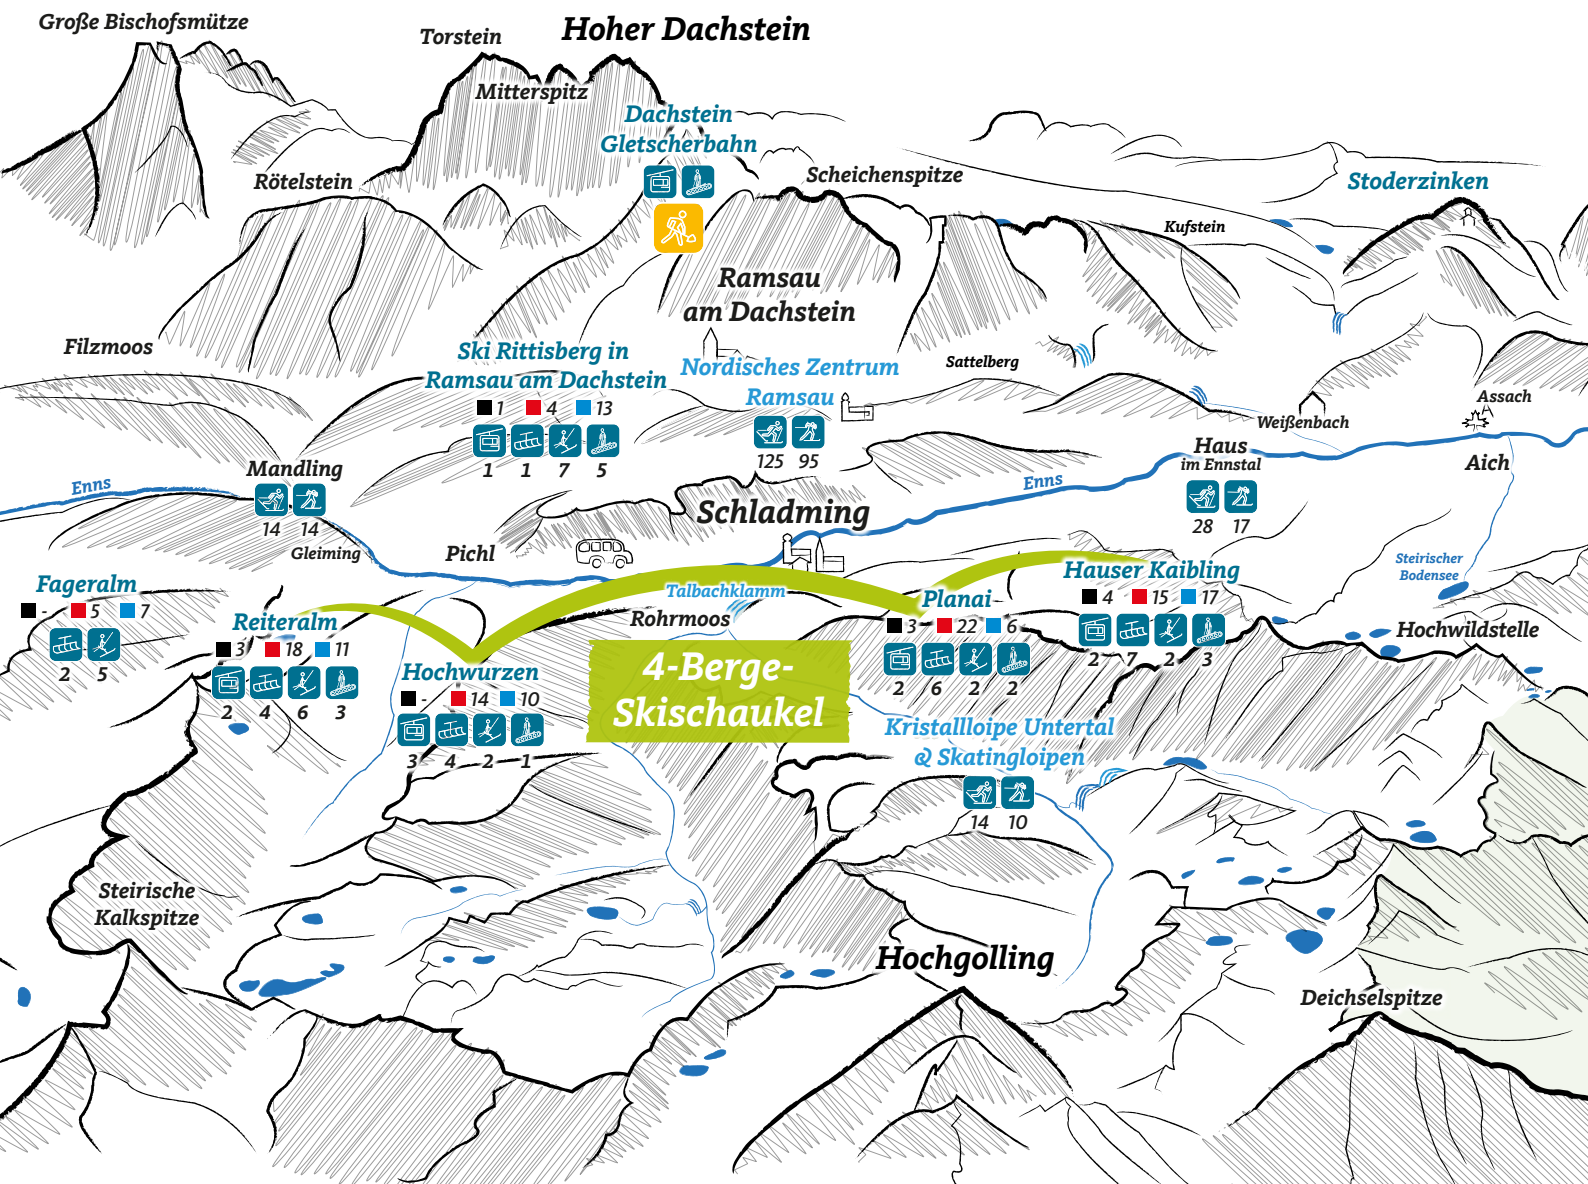 Große Bischofsmütze
Torstein
Hoher Dachstein
Mitterspitz
Dachstein
Gletscherbahn
Rötelstein
Scheichenspitze
Stoderzinken
Kufstein
Ramsau
am Dachstein
Filzmoos
Ski Rittisberg in
Ramsau am Dachstein
1 4 13
1 1 7 5
Nordisches Zentrum
Ramsau
125 95
Sattelberg
Assach
Weißenbach
Haus
im Ennstal
28 17
Aich
Mandling
14 14
Enns
Enns
Gleiming
Pichl
Schladming
Steirischer
Bodensee
Fageralm
- 5 7
2 5
Reiteralm
3 18 11
2 4 6 3
Hochwurzen
- 14 10
3 4 2 1
Talbachklamm
Rohrmoos
4-Berge-
Skischaukel
Planai
3 22 6
2 6 2 2
Hauser Kaibling
4 15 17
2 7 2 3
Hochwildstelle
Kristallloipe Untertal
& Skatingloipen
14 10
Steirische
Kalkspitze
Hochgolling
Deichselspitze